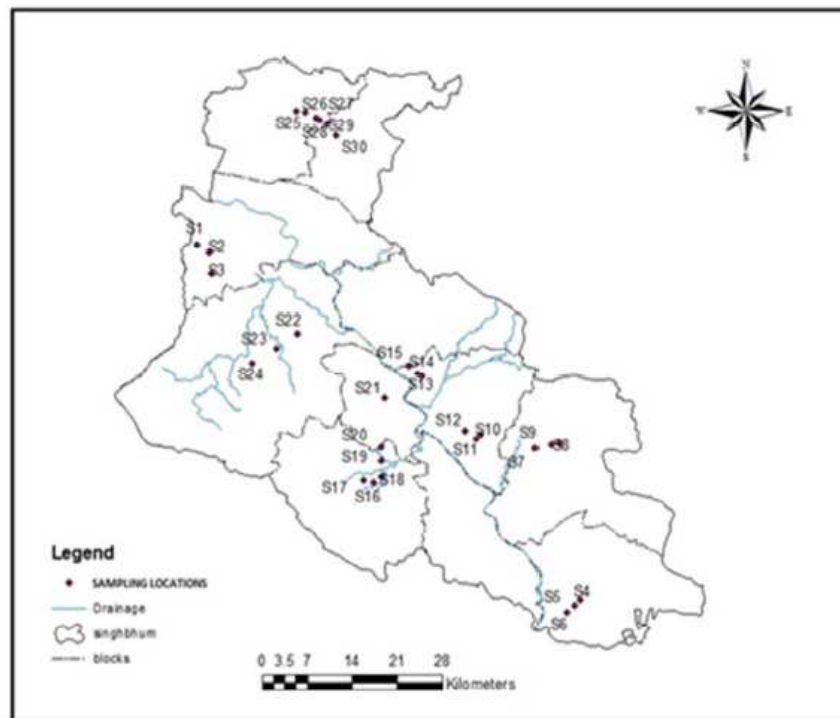 N
W E
S
S26 S27
S25 S28 S29
S30
S1
S2
S3
S22
S23
S24
S15 S14
S13
S21
S12 S10
S11
S9
S8
S7
S20
S19
S18
S17 S16
S5 S4
S6
Legend
SAMPLING LOCATIONS
Drainage
singhbhum
blocks
0 3.5 7 14 21 28
Kilometers